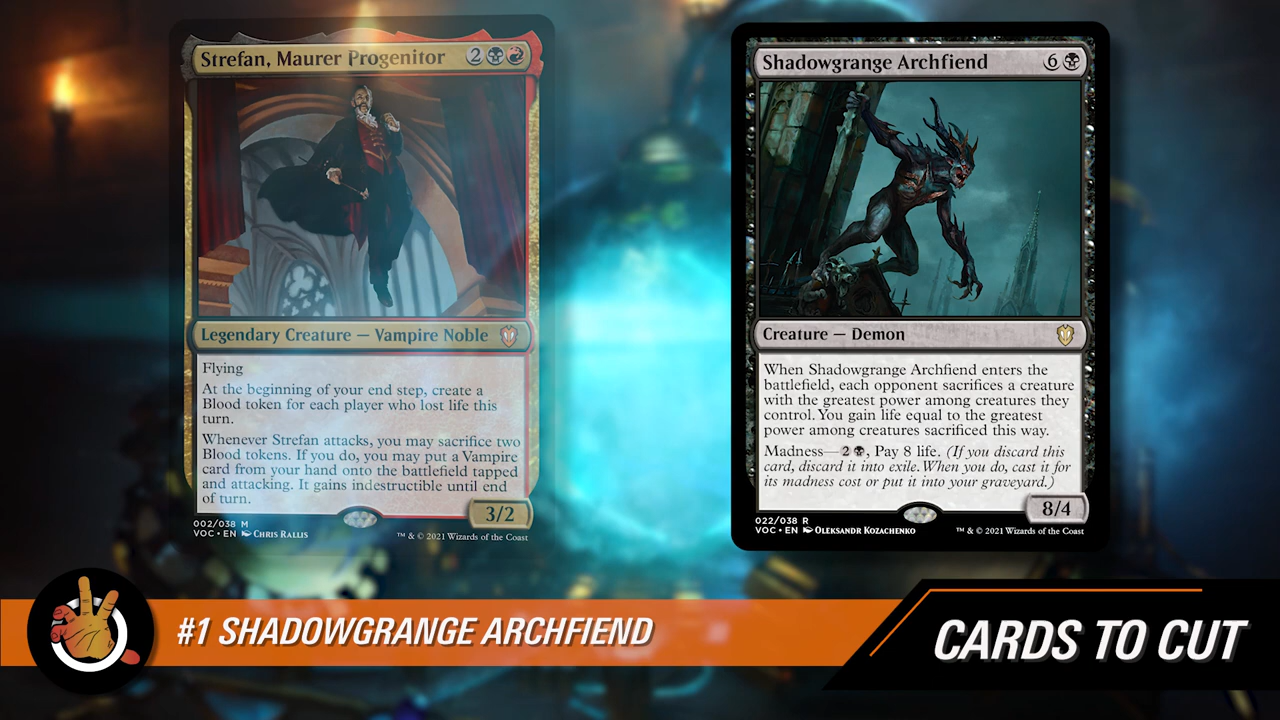 Strefan, Maurer Progenitor 2
Legendary Creature — Vampire Noble
Flying
At the beginning of your end step, create a
Blood token for each player who lost life this
turn.
Whenever Strefan attacks, you may sacrifice two
Blood tokens. If you do, you may put a Vampire
card from your hand onto the battlefield tapped
and attacking. It gains indestructible until end
of turn.
3/2
002/038 M
VOC • EN Chris Rallis
™ & © 2021 Wizards of the Coast
Shadowgrange Archfiend 6
Creature — Demon
When Shadowgrange Archfiend enters the
battlefield, each opponent sacrifices a creature
with the greatest power among creatures they
control. You gain life equal to the greatest
power among creatures sacrificed this way.
Madness—2, Pay 8 life. (If you discard this
card, discard it into exile. When you do, cast it for
its madness cost or put it into your graveyard.)
8/4
022/038 R
VOC • EN Oleksandr Kozachenko
™ & © 2021 Wizards of the Coast
#1 SHADOWGRANGE ARCHFIEND
CARDS TO CUT